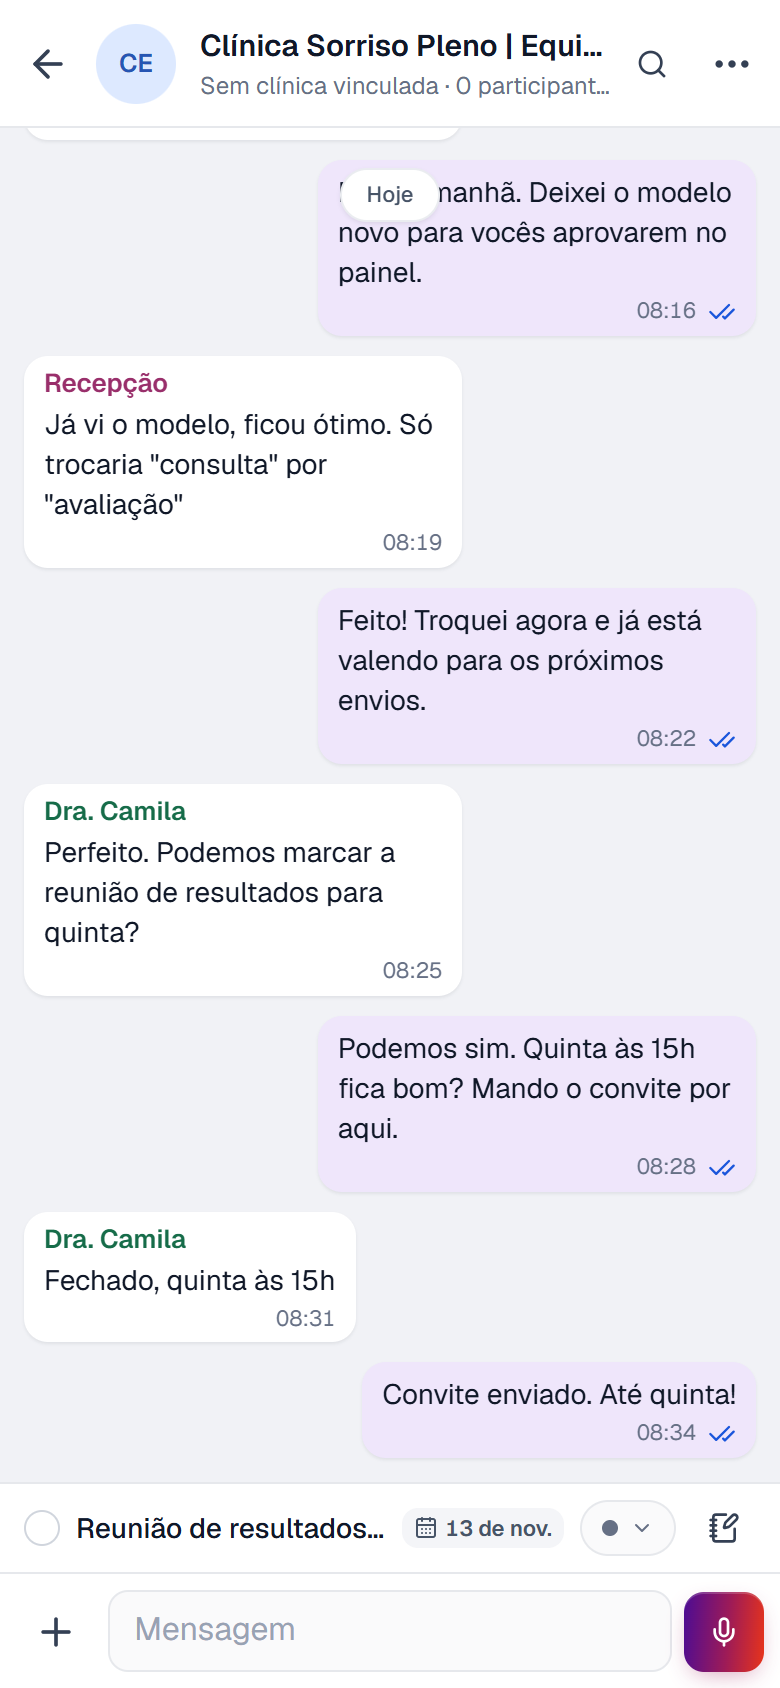 CE
Clínica Sorriso Pleno | Equi...
Sem clínica vinculada · 0 participant...
Hoje
manhã. Deixei o modelo
novo para vocês aprovarem no
painel.
08:16
Recepção
Já vi o modelo, ficou ótimo. Só
trocaria "consulta" por
"avaliação"
08:19
Feito! Troquei agora e já está
valendo para os próximos
envios.
08:22
Dra. Camila
Perfeito. Podemos marcar a
reunião de resultados para
quinta?
08:25
Podemos sim. Quinta às 15h
fica bom? Mando o convite por
aqui.
08:28
Dra. Camila
Fechado, quinta às 15h
08:31
Convite enviado. Até quinta!
08:34
Reunião de resultados... 13 de nov.
Mensagem